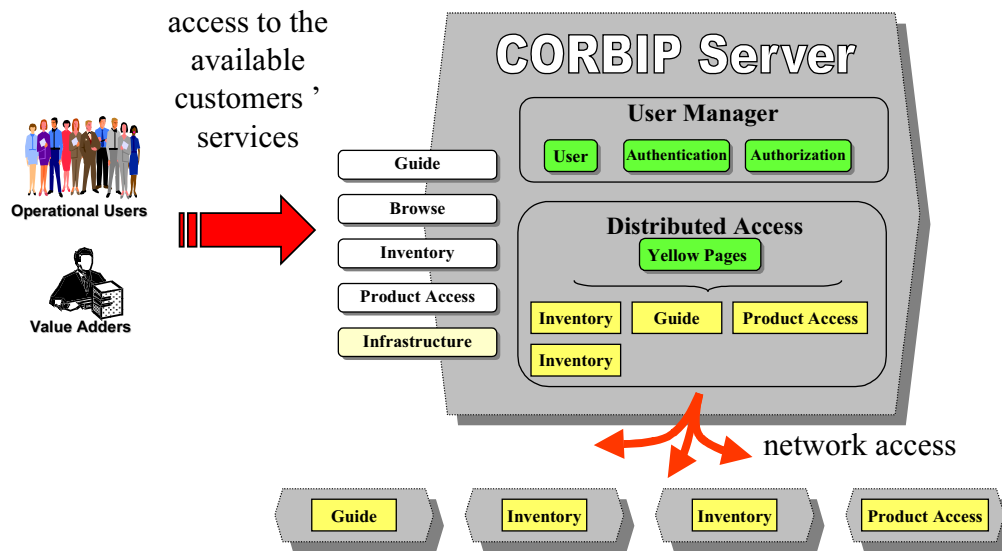 access to the
available
customers ’
services
CORBIP Server
User Manager
User
Authentication
Authorization
Operational Users
Value Adders
Guide
Browse
Inventory
Product Access
Infrastructure
Distributed Access
Yellow Pages
Inventory
Guide
Product Access
Inventory
network access
Guide
Inventory
Inventory
Product Access